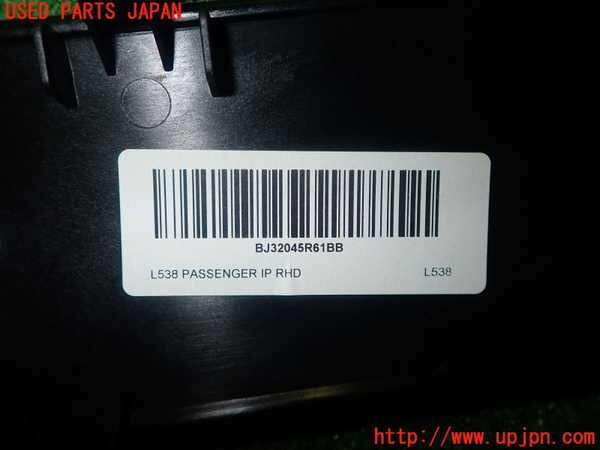 USED PARTS JAPAN
BJ32045R61BB
L538 PASSENGER IP RHD L538
http://www.upjpn.com/